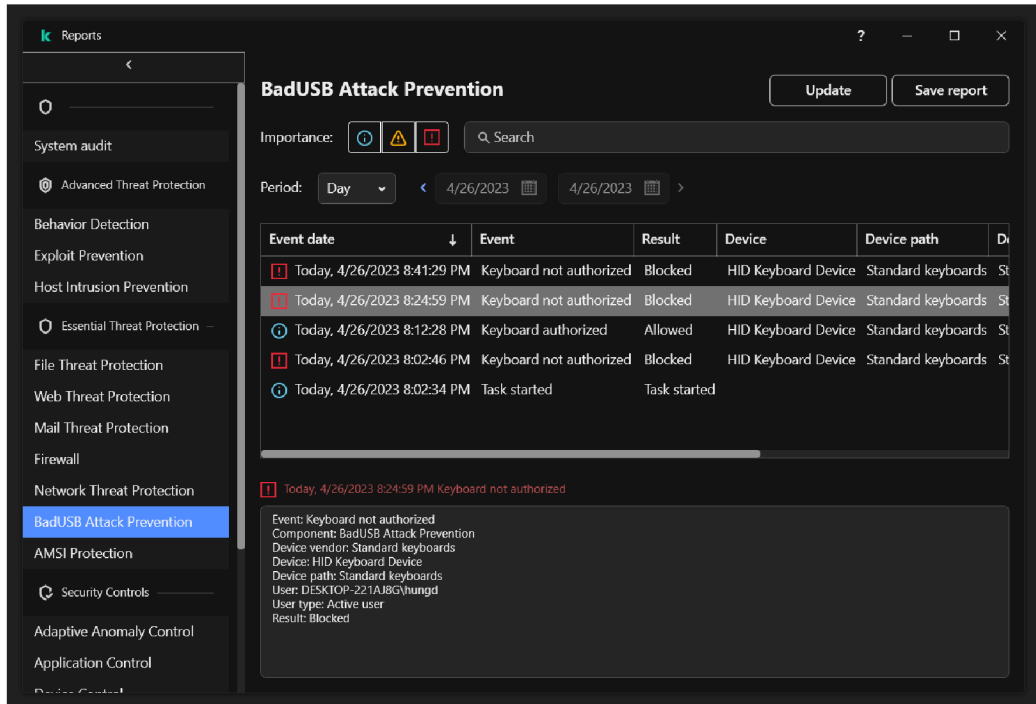 Reports
?
System audit
Advanced Threat Protection
Behavior Detection
Exploit Prevention
Host Intrusion Prevention
Essential Threat Protection
File Threat Protection
Web Threat Protection
Mail Threat Protection
Firewall
Network Threat Protection
BadUSB Attack Prevention
AMSI Protection
Security Controls
Adaptive Anomaly Control
Application Control
Device Control
BadUSB Attack Prevention
Update
Save report
Importance:
Search
Period: Day 4/26/2023 4/26/2023
Event date ↓ Event Result Device Device path
Today, 4/26/2023 8:41:29 PM Keyboard not authorized Blocked HID Keyboard Device Standard keyboards St
Today, 4/26/2023 8:24:59 PM Keyboard not authorized Blocked HID Keyboard Device Standard keyboards St
Today, 4/26/2023 8:12:28 PM Keyboard authorized Allowed HID Keyboard Device Standard keyboards St
Today, 4/26/2023 8:02:46 PM Keyboard not authorized Blocked HID Keyboard Device Standard keyboards St
Today, 4/26/2023 8:02:34 PM Task started Task started
Today, 4/26/2023 8:24:59 PM Keyboard not authorized
Event: Keyboard not authorized
Component: BadUSB Attack Prevention
Device vendor: Standard keyboards
Device: HID Keyboard Device
Device path: Standard keyboards
User: DESKTOP-221AJ8G\hungd
User type: Active user
Result: Blocked